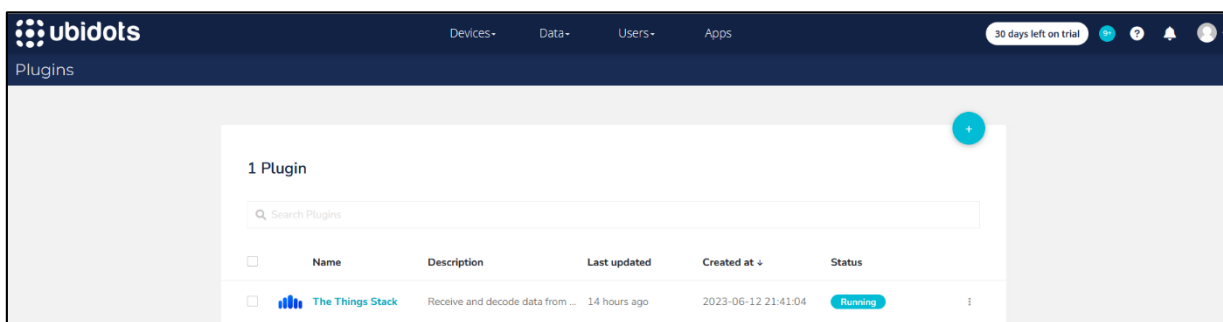 ubidots
Devices Data Users Apps 30 days left on trial 9+ ?
Plugins
+
1 Plugin
Search Plugins
Name Description Last updated Created at ↓ Status
The Things Stack Receive and decode data from ... 14 hours ago 2023-06-12 21:41:04 Running